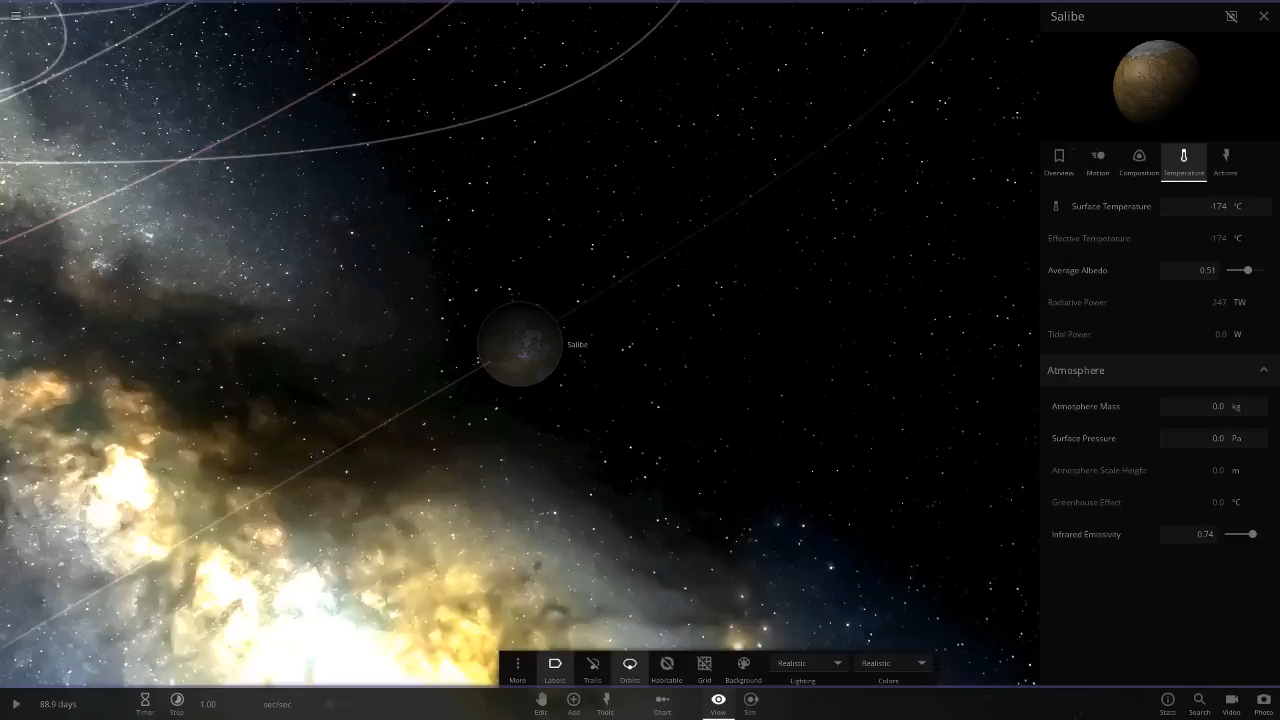 Salibe
Overview Motion Composition Temperature Actions
Surface Temperature -174 °C
Effective Temperature -174 °C
Average Albedo 0.51
Radiative Power 247 TW
Tidal Power 0.0 W
Atmosphere
Atmosphere Mass 0.0 kg
Surface Pressure 0.0 Pa
Atmosphere Scale Height 0.0 m
Greenhouse Effect 0.0 °C
Infrared Emissivity 0.74
Salibe
Realistic Realistic
More Labels Trails Orbits Habitable Grid Background Lighting Colors
88.9 days 1.00 sec/sec
Timer Step Edit Add Tools Chart View Sim Stats Search Video Photo